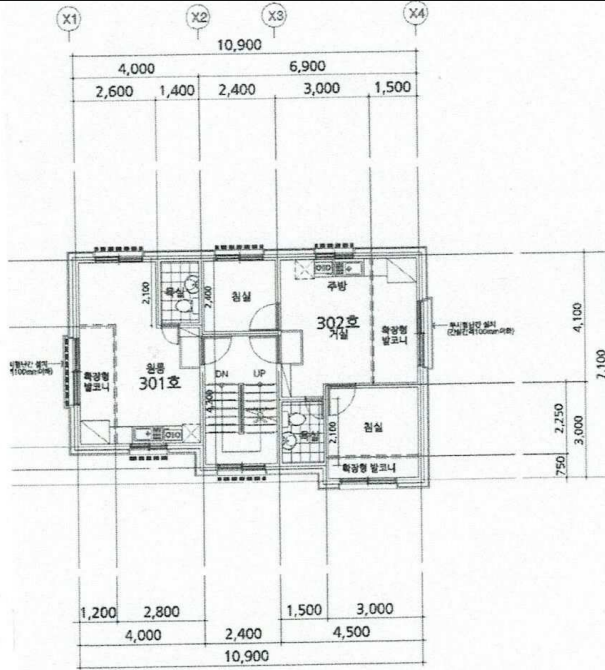 X1
X2
X3
X4
10,900
4,000
6,900
2,600
1,400
2,400
3,000
1,500
욕실
2,100
2,400
침실
주방
302호
거실
확장형
발코니
4,100
7,100
원룸
301호
확장형
발코니
DN
UP
4,200
욕실
2,100
침실
확장형 발코니
2,250
3,000
750
1,200
2,800
1,500
3,000
4,000
2,400
4,500
10,900